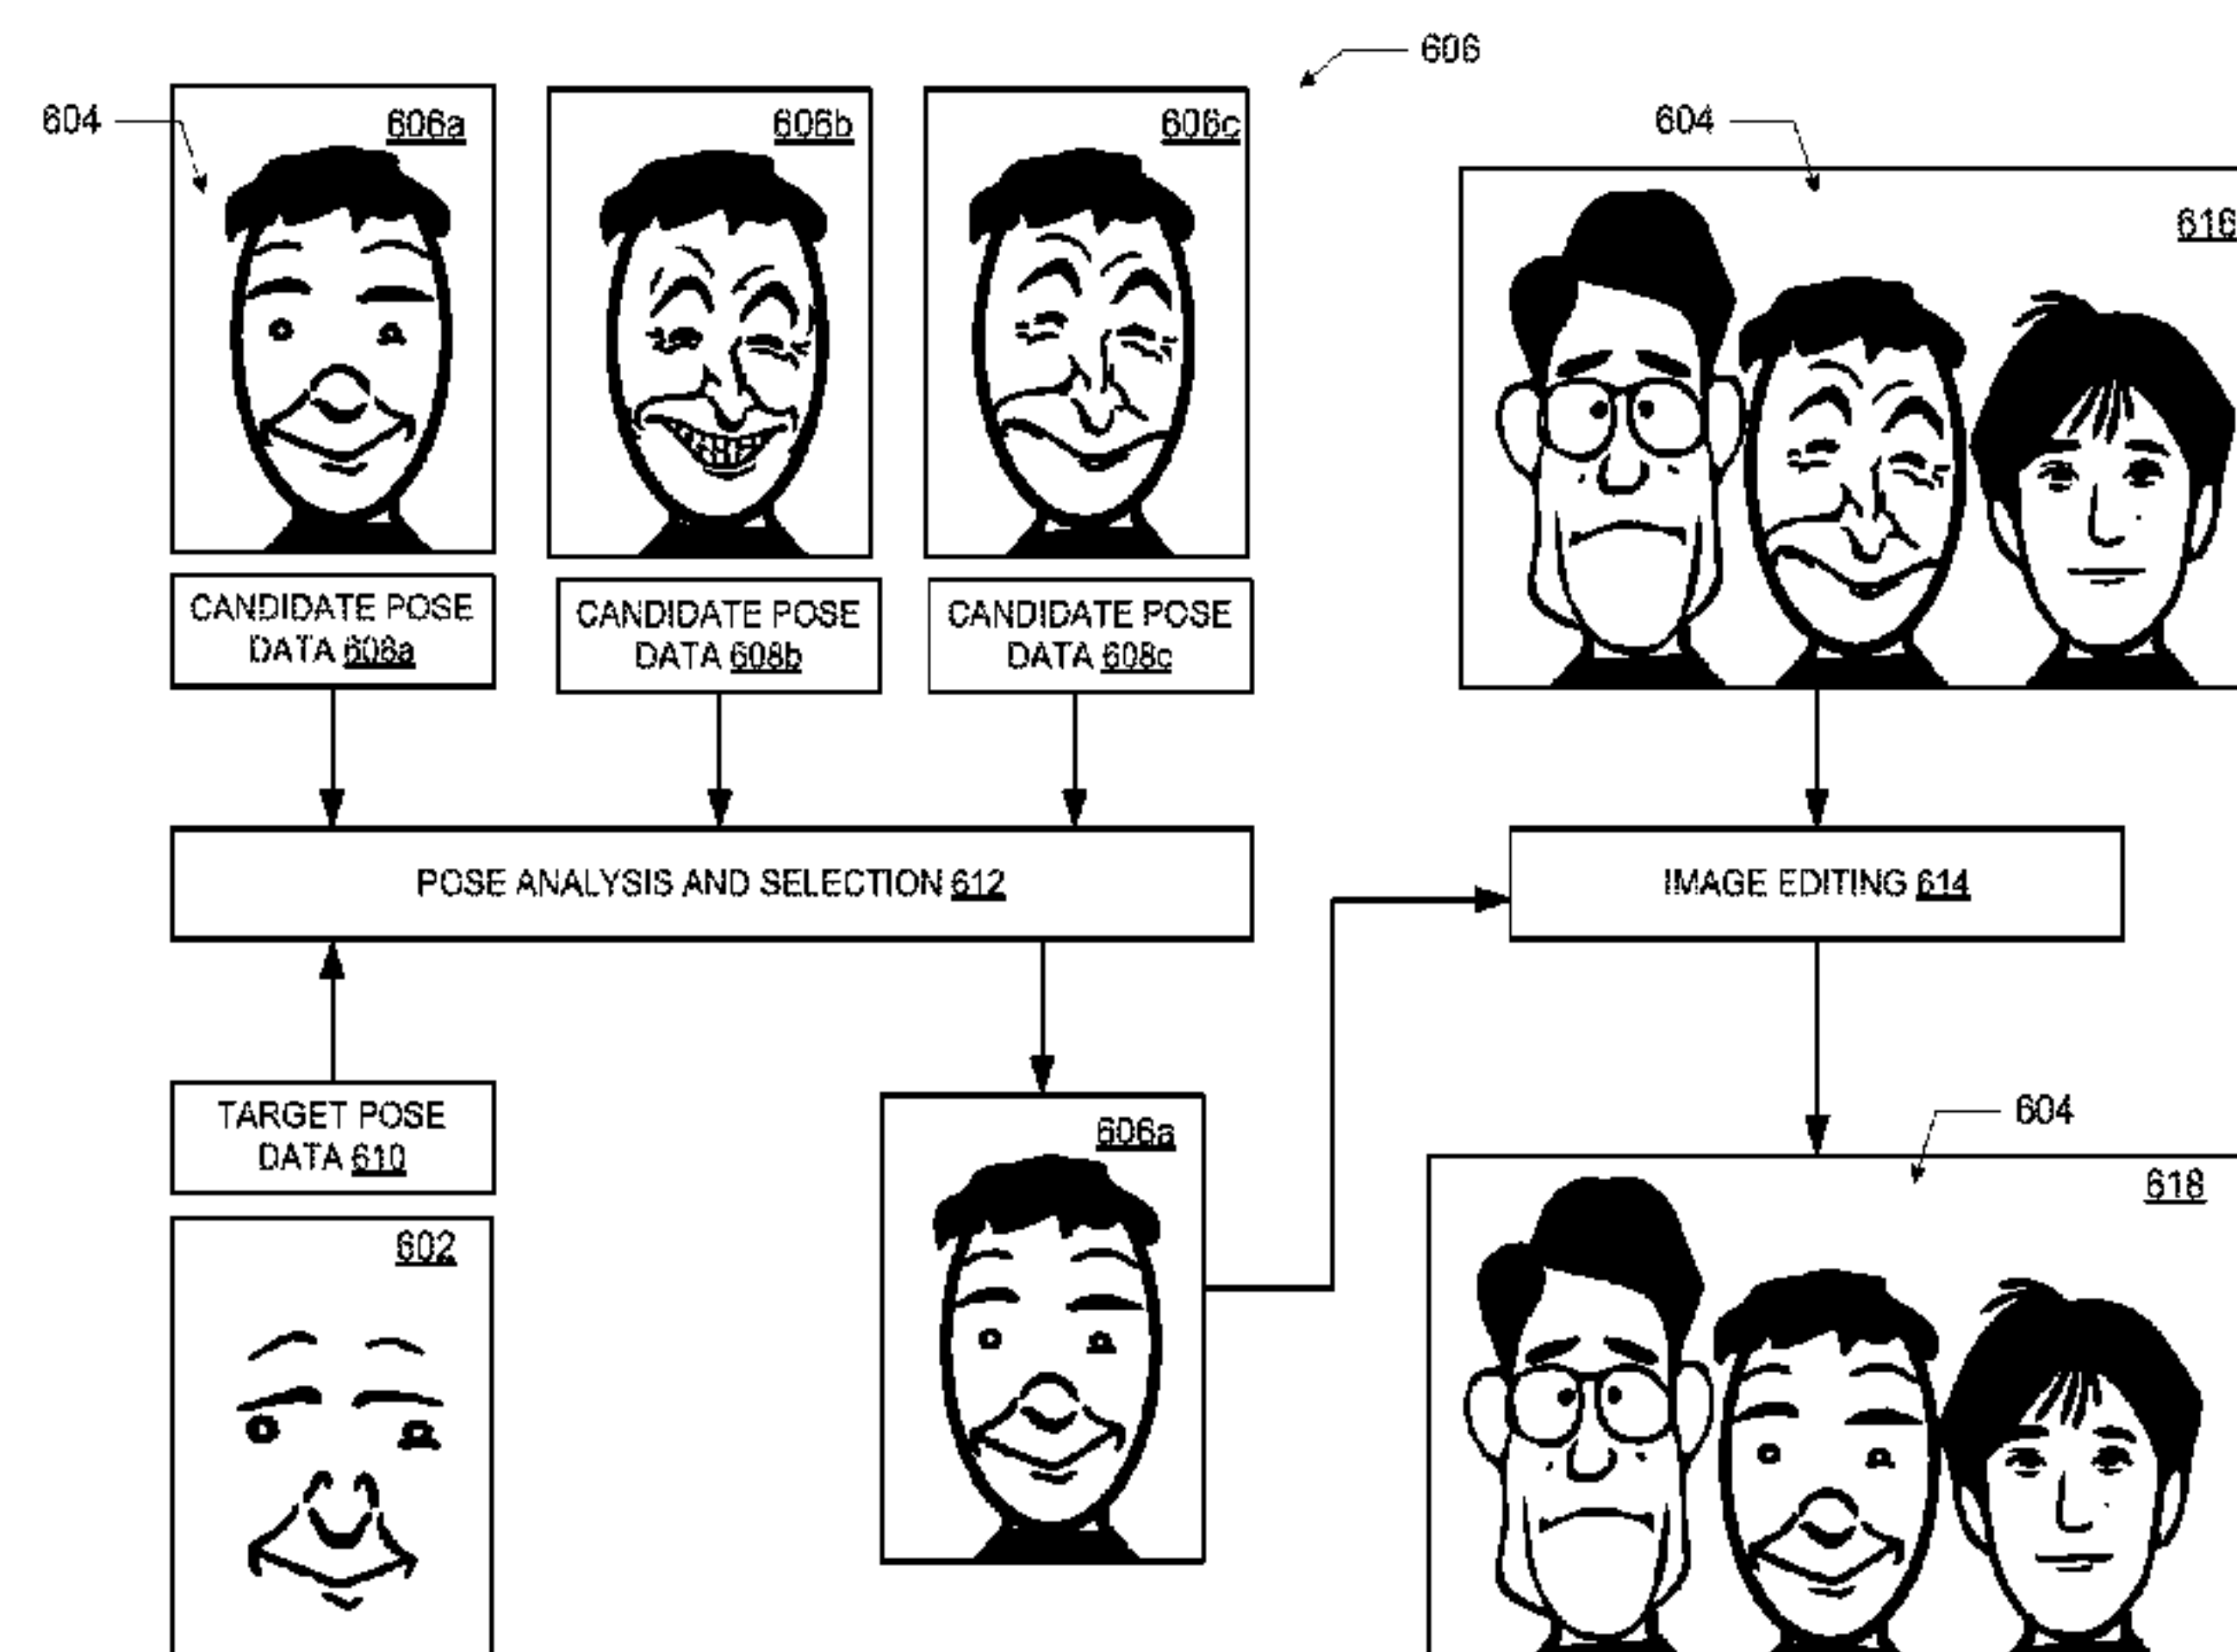 606
604
606a
606b
606c
604
616
CANDIDATE POSE
DATA 608a
CANDIDATE POSE
DATA 608b
CANDIDATE POSE
DATA 608c
POSE ANALYSIS AND SELECTION 612
IMAGE EDITING 614
TARGET POSE
DATA 610
606a
604
618
602